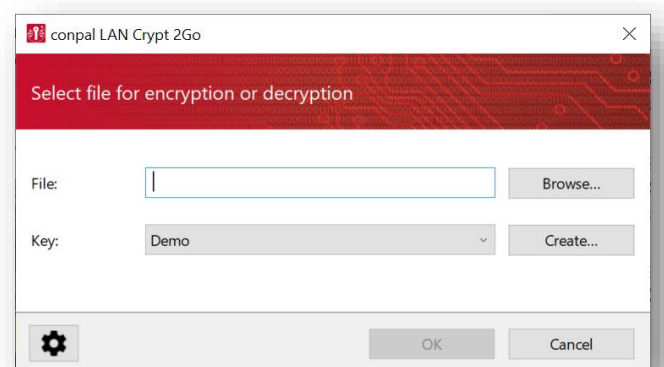 conpal LAN Crypt 2Go
Select file for encryption or decryption
File:
Browse...
Key:
Demo
Create...
OK
Cancel